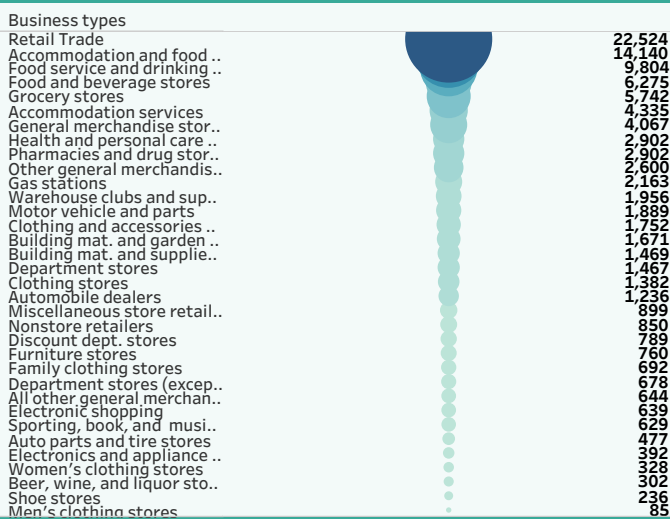 Business types
Retail Trade 22,524
Accommodation and food .. 14,140
Food service and drinking .. 9,804
Food and beverage stores 6,275
Grocery stores 5,742
Accommodation services 4,335
General merchandise stor.. 4,067
Health and personal care .. 2,902
Pharmacies and drug stor.. 2,902
Other general merchandis.. 2,600
Gas stations 2,163
Warehouse clubs and sup.. 1,956
Motor vehicle and parts 1,889
Clothing and accessories .. 1,752
Building mat. and garden .. 1,671
Building mat. and supplie.. 1,469
Department stores 1,467
Clothing stores 1,382
Automobile dealers 1,236
Miscellaneous store retail.. 899
Nonstore retailers 850
Discount dept. stores 789
Furniture stores 760
Family clothing stores 692
Department stores (excep.. 678
All other general merchan.. 644
Electronic shopping 639
Sporting, book, and musi.. 629
Auto parts and tire stores 477
Electronics and appliance .. 392
Women's clothing stores 328
Beer, wine, and liquor sto.. 302
Shoe stores 236
Men's clothing stores 85